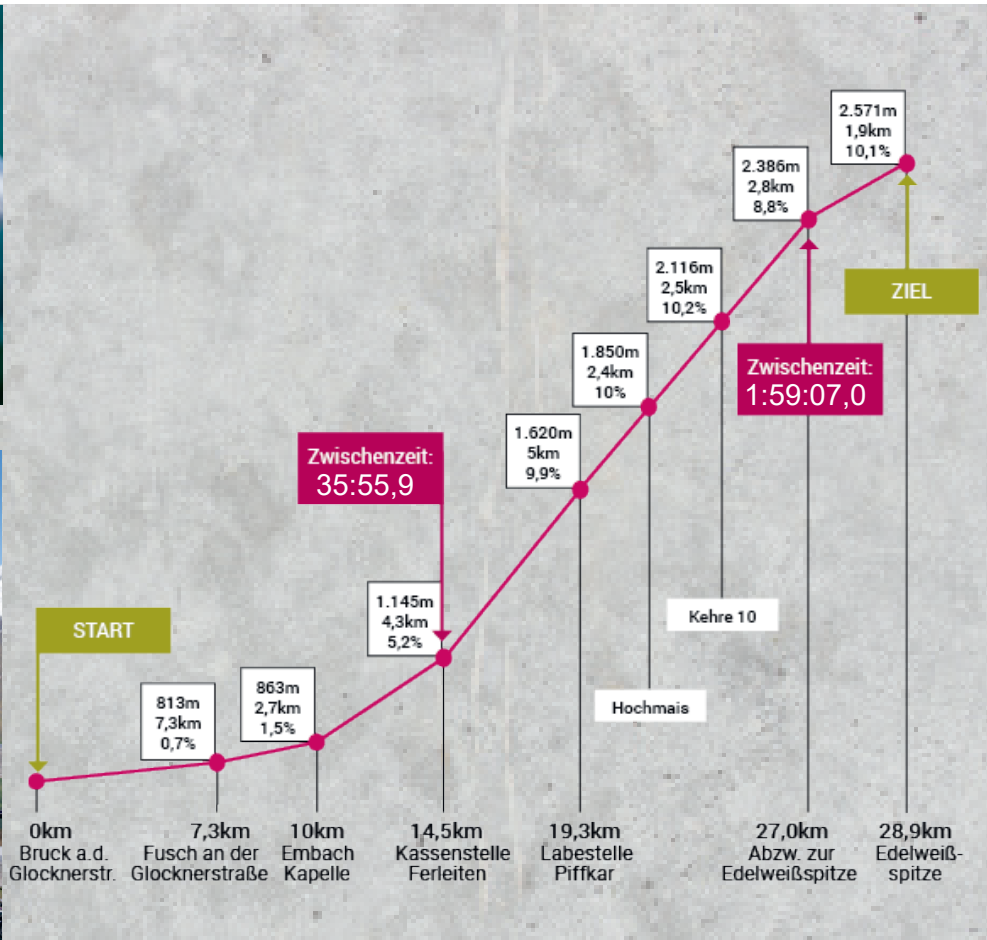 2.571m
1,9km
10,1%
2.386m
2,8km
8,8%
ZIEL
2.116m
2,5km
10,2%
Zwischenzeit:
1:59:07,0
1.850m
2,4km
10%
1.620m
5km
9,9%
Zwischenzeit:
35:55,9
1.145m
4,3km
5,2%
Kehre 10
START
863m
2,7km
1,5%
813m
7,3km
0,7%
Hochmais
0km
Bruck a.d.
Glocknerstr.
7,3km
Fusch an der
Glocknerstraße
10km
Embach
Kapelle
14,5km
Kassenstelle
Ferleiten
19,3km
Labestelle
Piffkar
27,0km
Abzw. zur
Edelweißspitze
28,9km
Edelweiß-
spitze